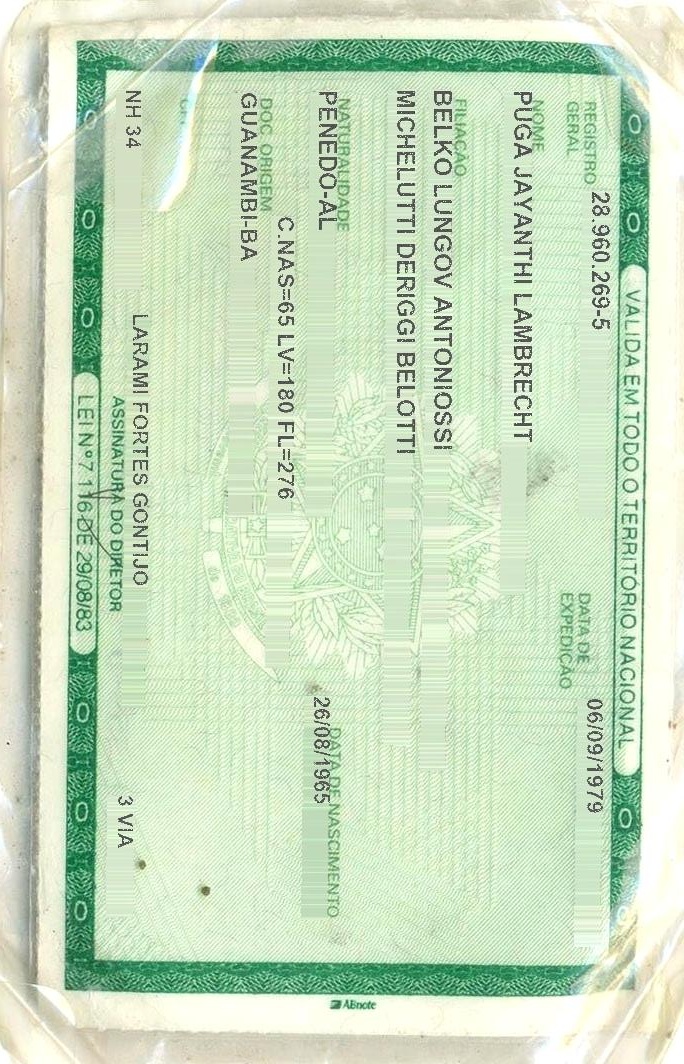 VÁLIDA EM TODO O TERRITÓRIO NACIONAL
REGISTRO GERAL 28.960.269-5 DATA DE EXPEDIÇÃO 06/09/1979
NOME
PUGA JAYANTHI LAMBRECHT
FILIAÇÃO
BELKO LUNGOV ANTONIOSSI
MICHELUTTI DERIGGI BELOTTI
NATURALIDADE DATA DE NASCIMENTO
PENEDO-AL 26/08/1965
C.NAS=65 LV=180 FL=276
DOC. ORIGEM
GUANAMBI-BA
LARAMI FORTES GONTIJO
NH 34 3 VIA
ASSINATURA DO DIRETOR
LEI Nº 7.116 DE 29/08/83
ABnote